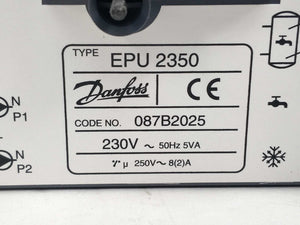 TYPE EPU 2350
Danfoss CE
CODE NO. 087B2025
230V ~ 50Hz 5VA
µ 250V~ 8(2)A
N
P1
N
P2